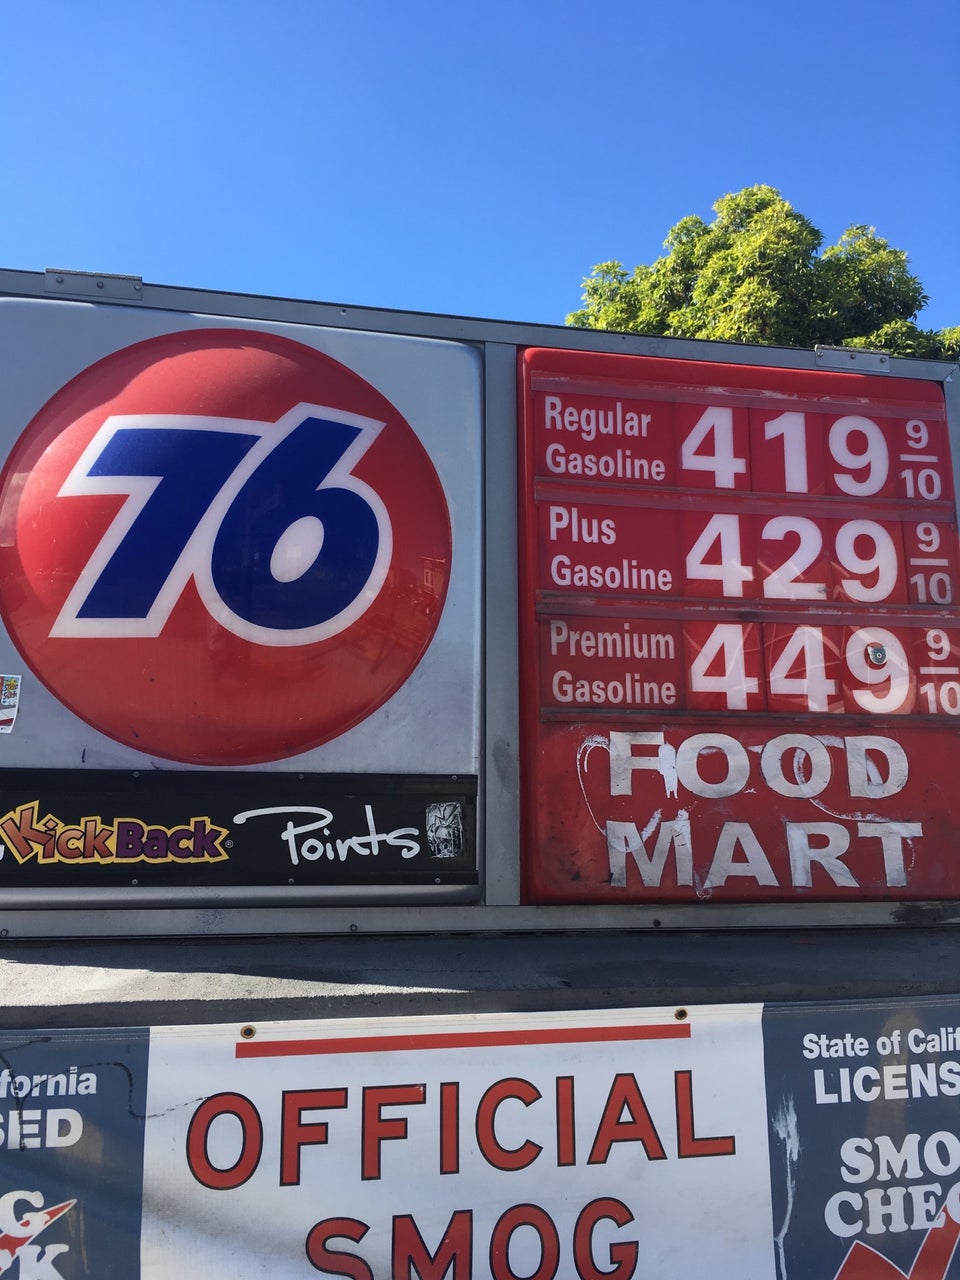 76
Regular
Gasoline
419 9/10
Plus
Gasoline
429 9/10
Premium
Gasoline
449 9/10
KickBack® Points
FOOD
MART
fornia
SED
G
K
OFFICIAL
SMOG
State of Calif
LICENS
SMO
CHEC